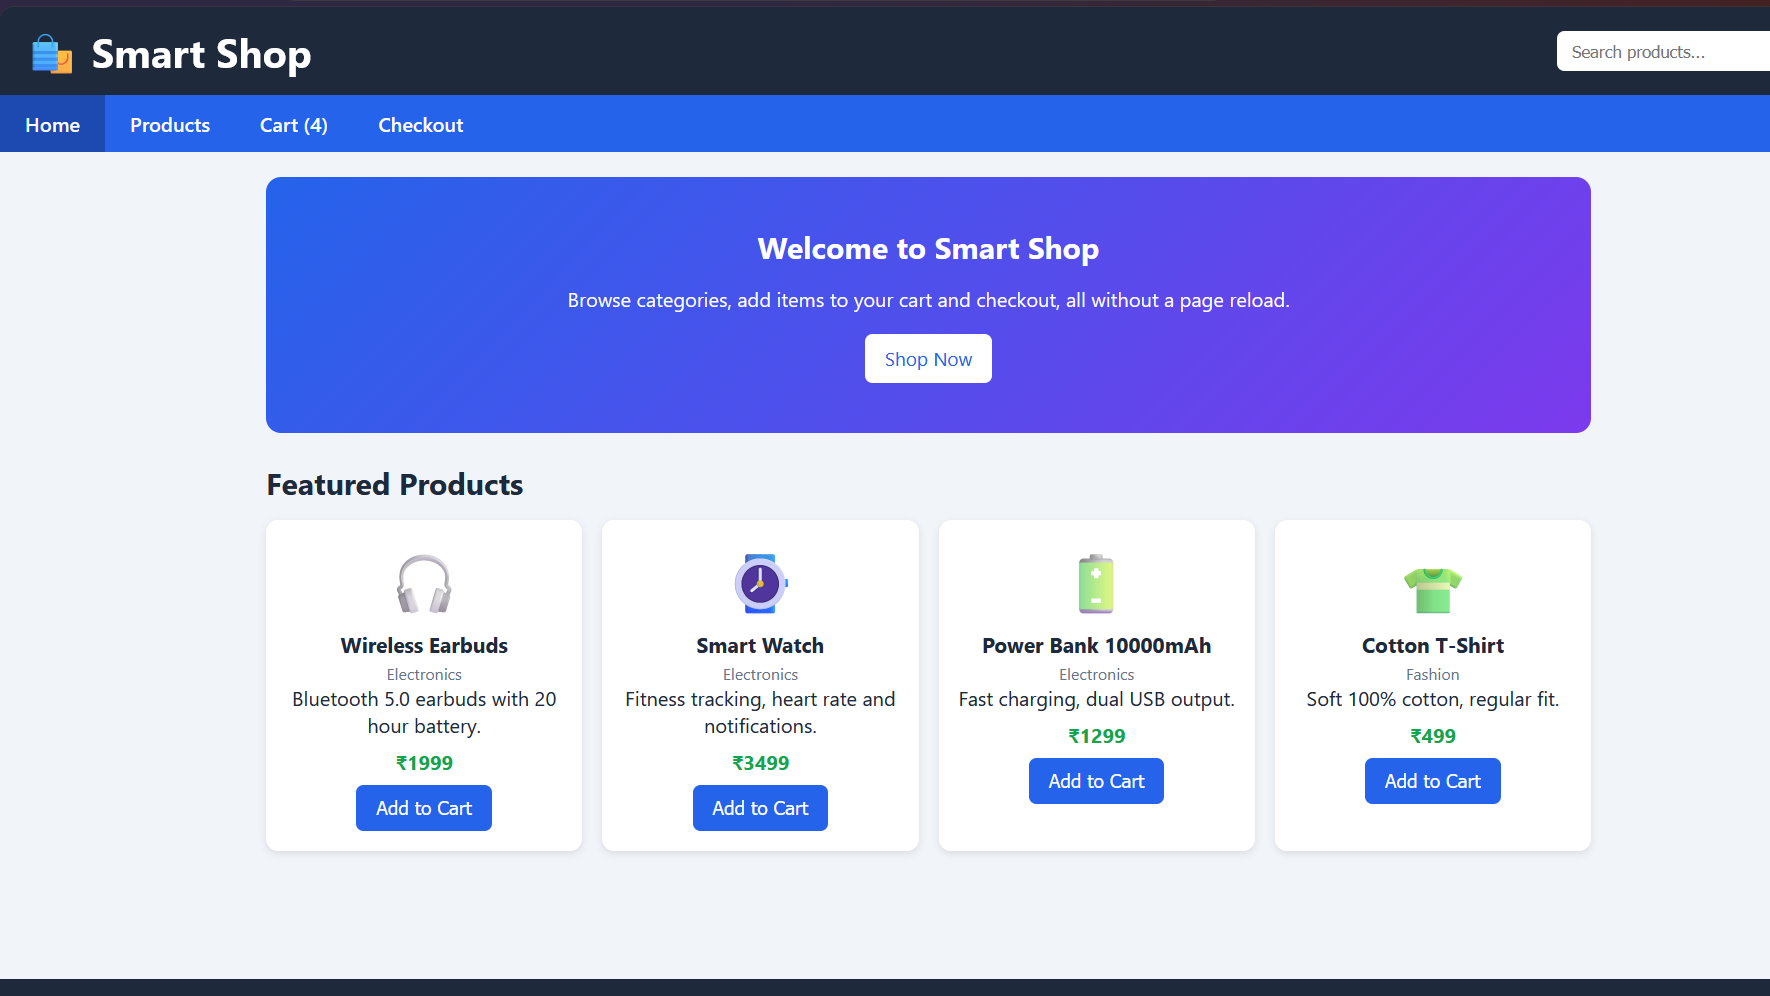 Smart Shop
Search products...
Home
Products
Cart (4)
Checkout
Welcome to Smart Shop
Browse categories, add items to your cart and checkout, all without a page reload.
Shop Now
Featured Products
Wireless Earbuds
Electronics
Bluetooth 5.0 earbuds with 20
hour battery.
₹1999
Add to Cart
Smart Watch
Electronics
Fitness tracking, heart rate and
notifications.
₹3499
Add to Cart
Power Bank 10000mAh
Electronics
Fast charging, dual USB output.
₹1299
Add to Cart
Cotton T-Shirt
Fashion
Soft 100% cotton, regular fit.
₹499
Add to Cart